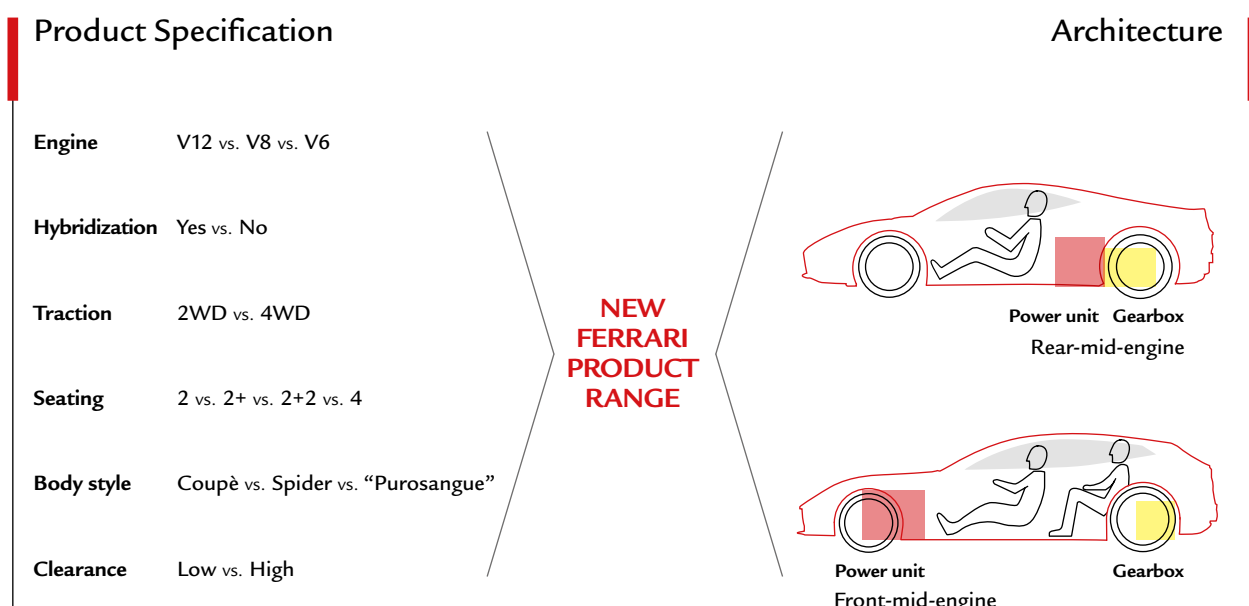 Product Specification
Architecture
Engine V12 vs. V8 vs. V6
Hybridization Yes vs. No
Traction 2WD vs. 4WD
Seating 2 vs. 2+ vs. 2+2 vs. 4
Body style Coupè vs. Spider vs. “Purosangue”
Clearance Low vs. High
NEW
FERRARI
PRODUCT
RANGE
Power unit Gearbox
Rear-mid-engine
Power unit Gearbox
Front-mid-engine